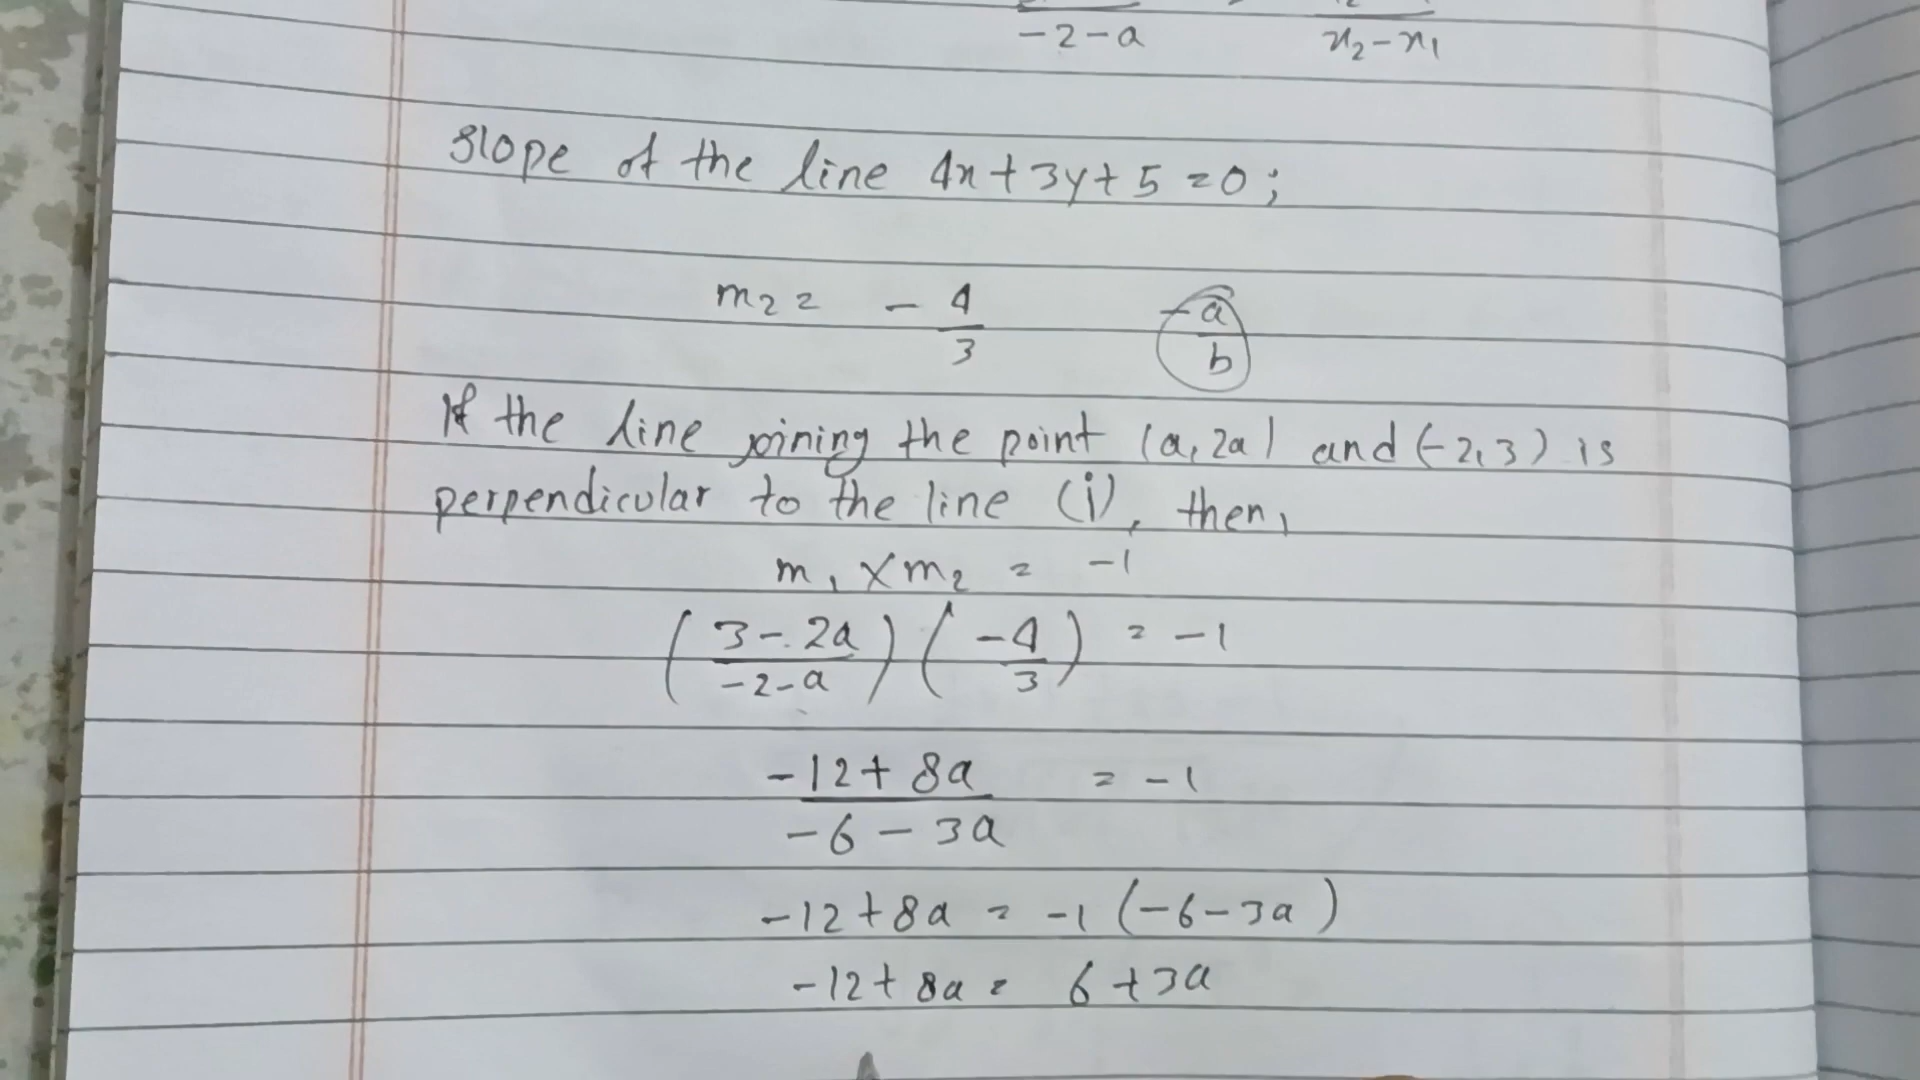 -2-a x₂-x₁
Slope of the line 4x+3y+5=0;
m₂ = -4/3 -a/b
If the line joining the point (a, 2a) and (-2,3) is
perpendicular to the line (i), then,
m₁ × m₂ = -1
((3-2a)/(-2-a)) (-4/3) = -1
(-12+8a)/(-6-3a) = -1
-12+8a = -1(-6-3a)
-12+8a = 6+3a